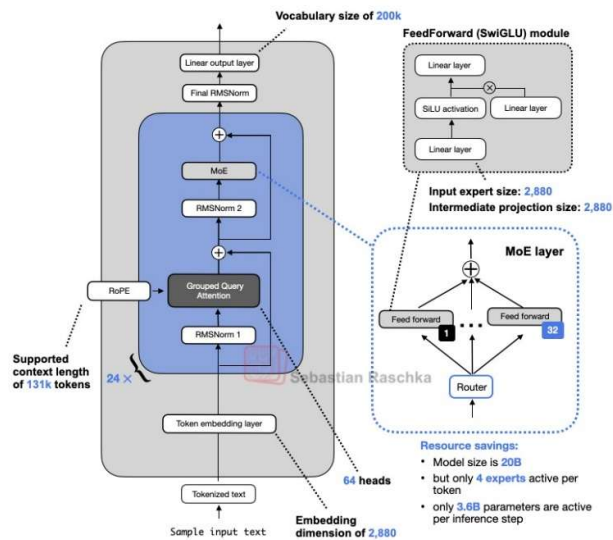 Vocabulary size of 200k
Linear output layer
Final RMSNorm
MoE
RMSNorm 2
RoPE
Grouped Query
Attention
RMSNorm 1
Supported
context length
of 131k tokens
24 ×
Sebastian Raschka
Token embedding layer
Tokenized text
Sample input text
64 heads
Embedding
dimension of 2,880
FeedForward (SwiGLU) module
Linear layer
×
SiLU activation
Linear layer
Linear layer
Input expert size: 2,880
Intermediate projection size: 2,880
MoE layer
Feed forward
1
...
Feed forward
32
Router
Resource savings:
• Model size is 20B
• but only 4 experts active per
token
• only 3.6B parameters are active
per inference step